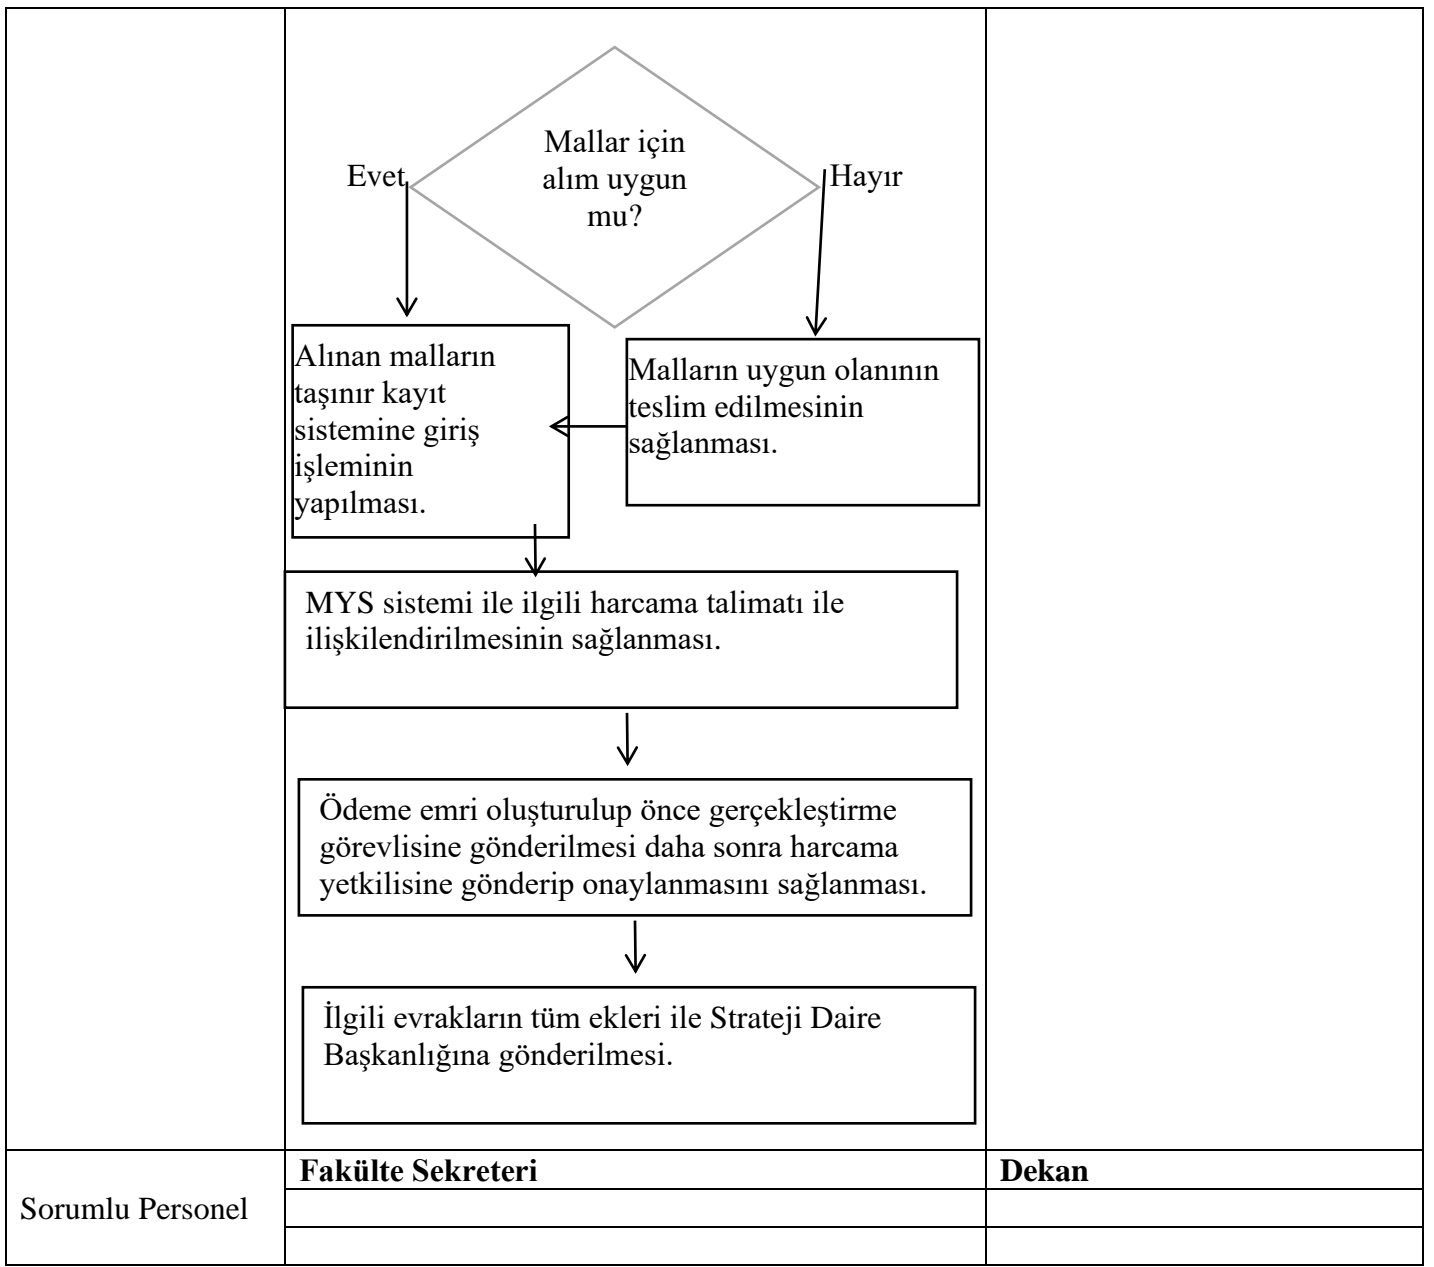 Mallar için
alım uygun
mu?
Evet
Hayır
Alınan malların
taşınır kayıt
sistemine giriş
işleminin
yapılması.
Malların uygun olanının
teslim edilmesinin
sağlanması.
MYS sistemi ile ilgili harcama talimatı ile
ilişkilendirilmesinin sağlanması.
Ödeme emri oluşturulup önce gerçekleştirme
görevlisine gönderilmesi daha sonra harcama
yetkilisine gönderip onaylanmasını sağlanması.
İlgili evrakların tüm ekleri ile Strateji Daire
Başkanlığına gönderilmesi.
Sorumlu Personel
Fakülte Sekreteri
Dekan